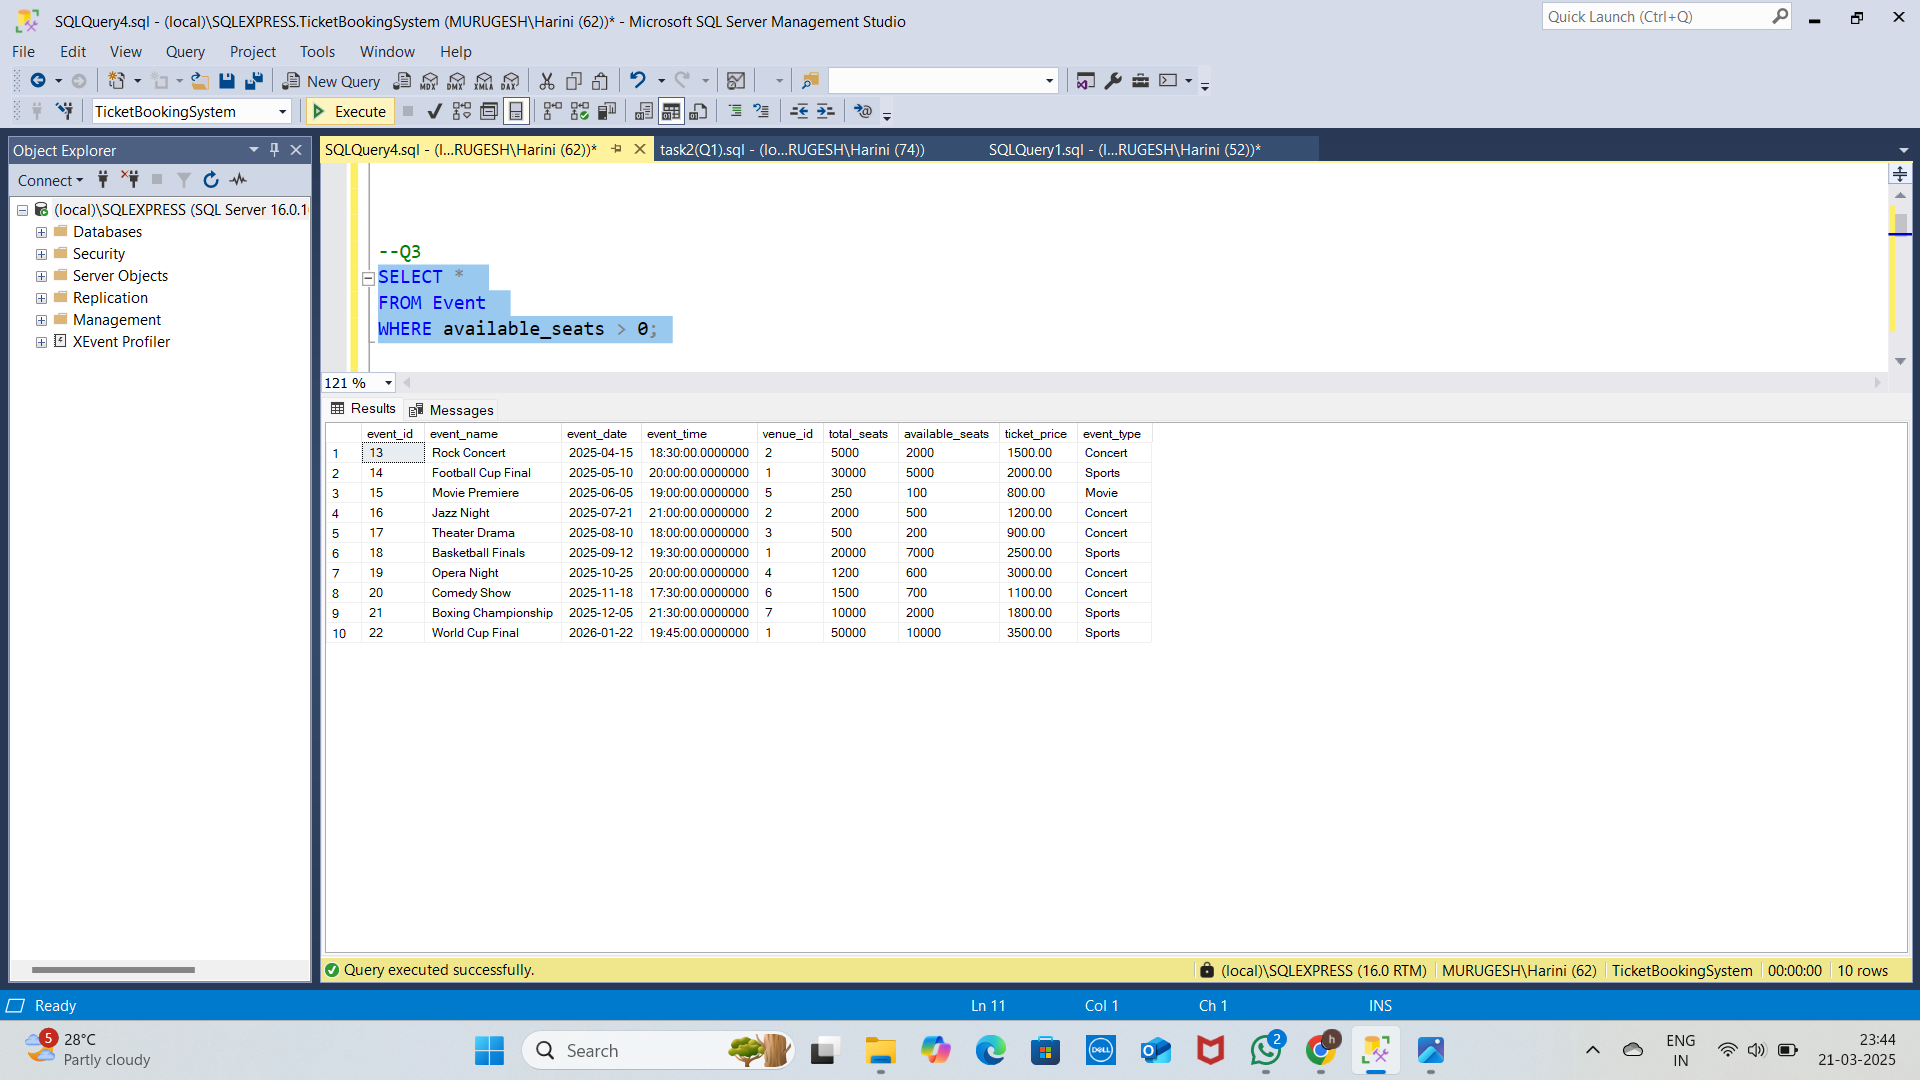 SQLQuery4.sql - (local)\SQLEXPRESS.TicketBookingSystem (MURUGESH\Harini (62))* - Microsoft SQL Server Management Studio
Quick Launch (Ctrl+Q)
File Edit View Query Project Tools Window Help
New Query MDX DMX XMLA DAX
TicketBookingSystem Execute
Object Explorer
SQLQuery4.sql - (l...RUGESH\Harini (62))* task2(Q1).sql - (lo...RUGESH\Harini (74)) SQLQuery1.sql - (l...RUGESH\Harini (52))*
Connect
(local)\SQLEXPRESS (SQL Server 16.0.1
Databases
Security
Server Objects
Replication
Management
XEvent Profiler
--Q3
SELECT *
FROM Event
WHERE available_seats > 0;
121 %
Results Messages
event_id event_name event_date event_time venue_id total_seats available_seats ticket_price event_type
1 13 Rock Concert 2025-04-15 18:30:00.0000000 2 5000 2000 1500.00 Concert
2 14 Football Cup Final 2025-05-10 20:00:00.0000000 1 30000 5000 2000.00 Sports
3 15 Movie Premiere 2025-06-05 19:00:00.0000000 5 250 100 800.00 Movie
4 16 Jazz Night 2025-07-21 21:00:00.0000000 2 2000 500 1200.00 Concert
5 17 Theater Drama 2025-08-10 18:00:00.0000000 3 500 200 900.00 Concert
6 18 Basketball Finals 2025-09-12 19:30:00.0000000 1 20000 7000 2500.00 Sports
7 19 Opera Night 2025-10-25 20:00:00.0000000 4 1200 600 3000.00 Concert
8 20 Comedy Show 2025-11-18 17:30:00.0000000 6 1500 700 1100.00 Concert
9 21 Boxing Championship 2025-12-05 21:30:00.0000000 7 10000 2000 1800.00 Sports
10 22 World Cup Final 2026-01-22 19:45:00.0000000 1 50000 10000 3500.00 Sports
Query executed successfully. (local)\SQLEXPRESS (16.0 RTM) MURUGESH\Harini (62) TicketBookingSystem 00:00:00 10 rows
Ready Ln 11 Col 1 Ch 1 INS
5 28°C
Partly cloudy
Search
DELL
2
h
ENG
IN
23:44
21-03-2025